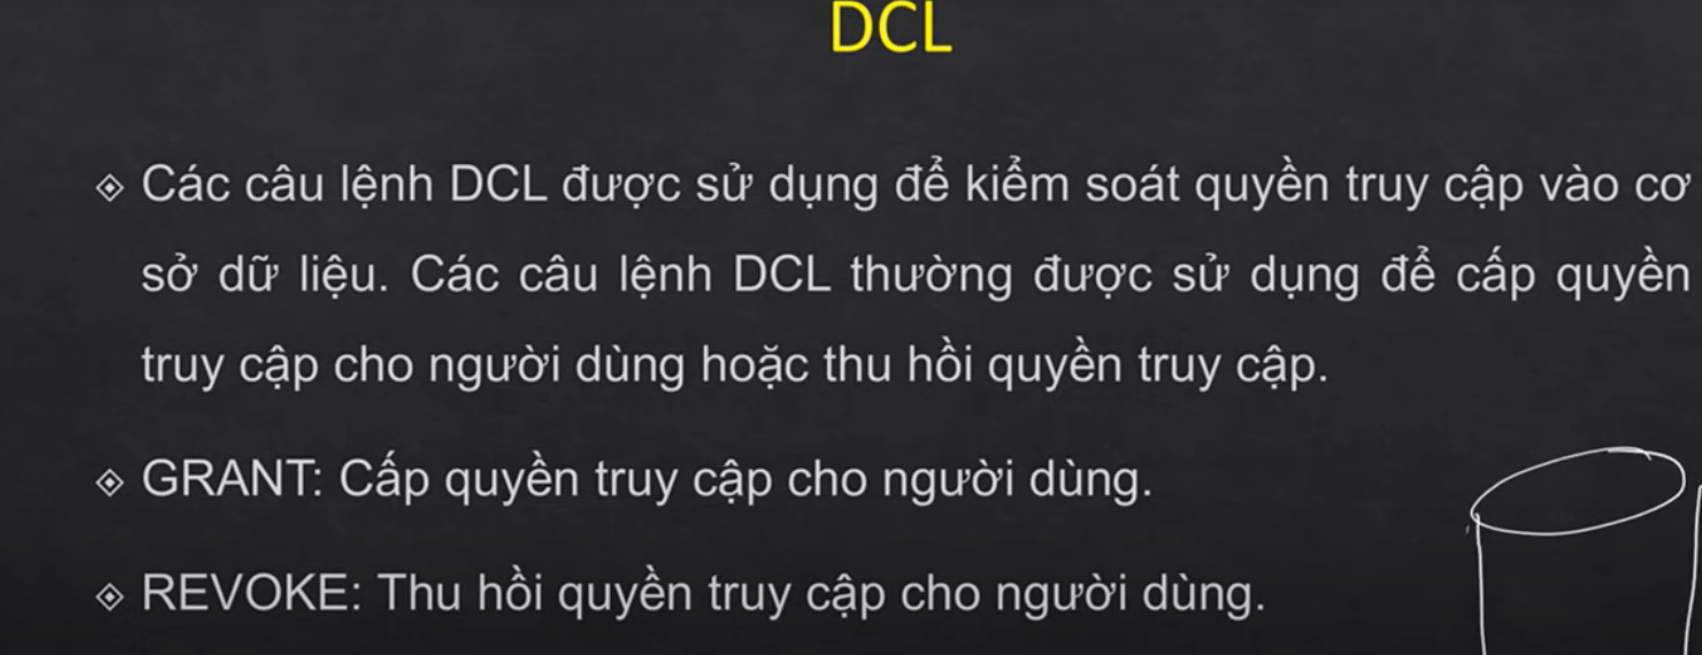 DCL
Các câu lệnh DCL được sử dụng để kiểm soát quyền truy cập vào cơ
sở dữ liệu. Các câu lệnh DCL thường được sử dụng để cấp quyền
truy cập cho người dùng hoặc thu hồi quyền truy cập.
GRANT: Cấp quyền truy cập cho người dùng.
REVOKE: Thu hồi quyền truy cập cho người dùng.